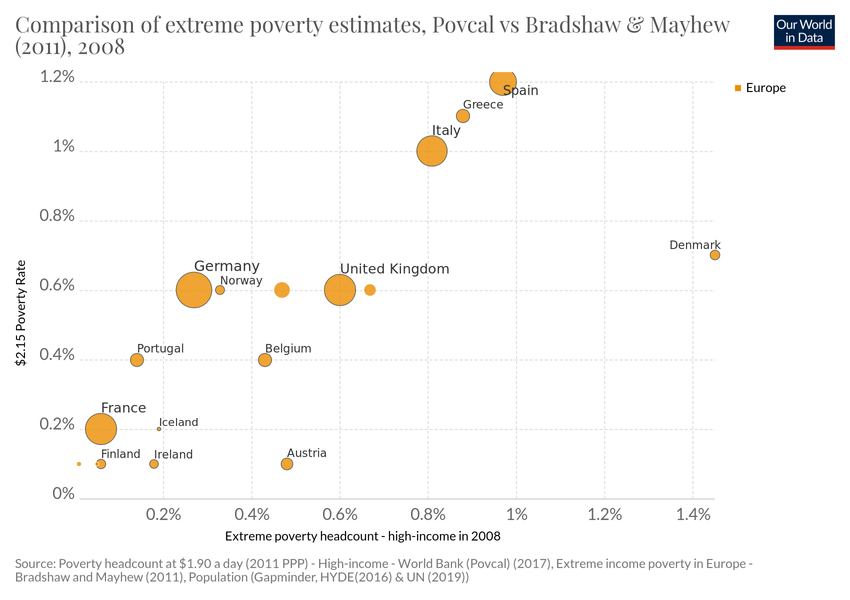 Comparison of extreme poverty estimates, Povcal vs Bradshaw & Mayhew
(2011), 2008
Our World
in Data
Europe
1.2%
1%
0.8%
0.6%
0.4%
0.2%
0%
$2.15 Poverty Rate
Spain
Greece
Italy
Denmark
Germany
Norway
United Kingdom
Portugal
Belgium
France
Iceland
Finland
Ireland
Austria
0.2%
0.4%
0.6%
0.8%
1%
1.2%
1.4%
Extreme poverty headcount - high-income in 2008
Source: Poverty headcount at $1.90 a day (2011 PPP) - High-income - World Bank (Povcal) (2017), Extreme income poverty in Europe -
Bradshaw and Mayhew (2011), Population (Gapminder, HYDE(2016) & UN (2019))